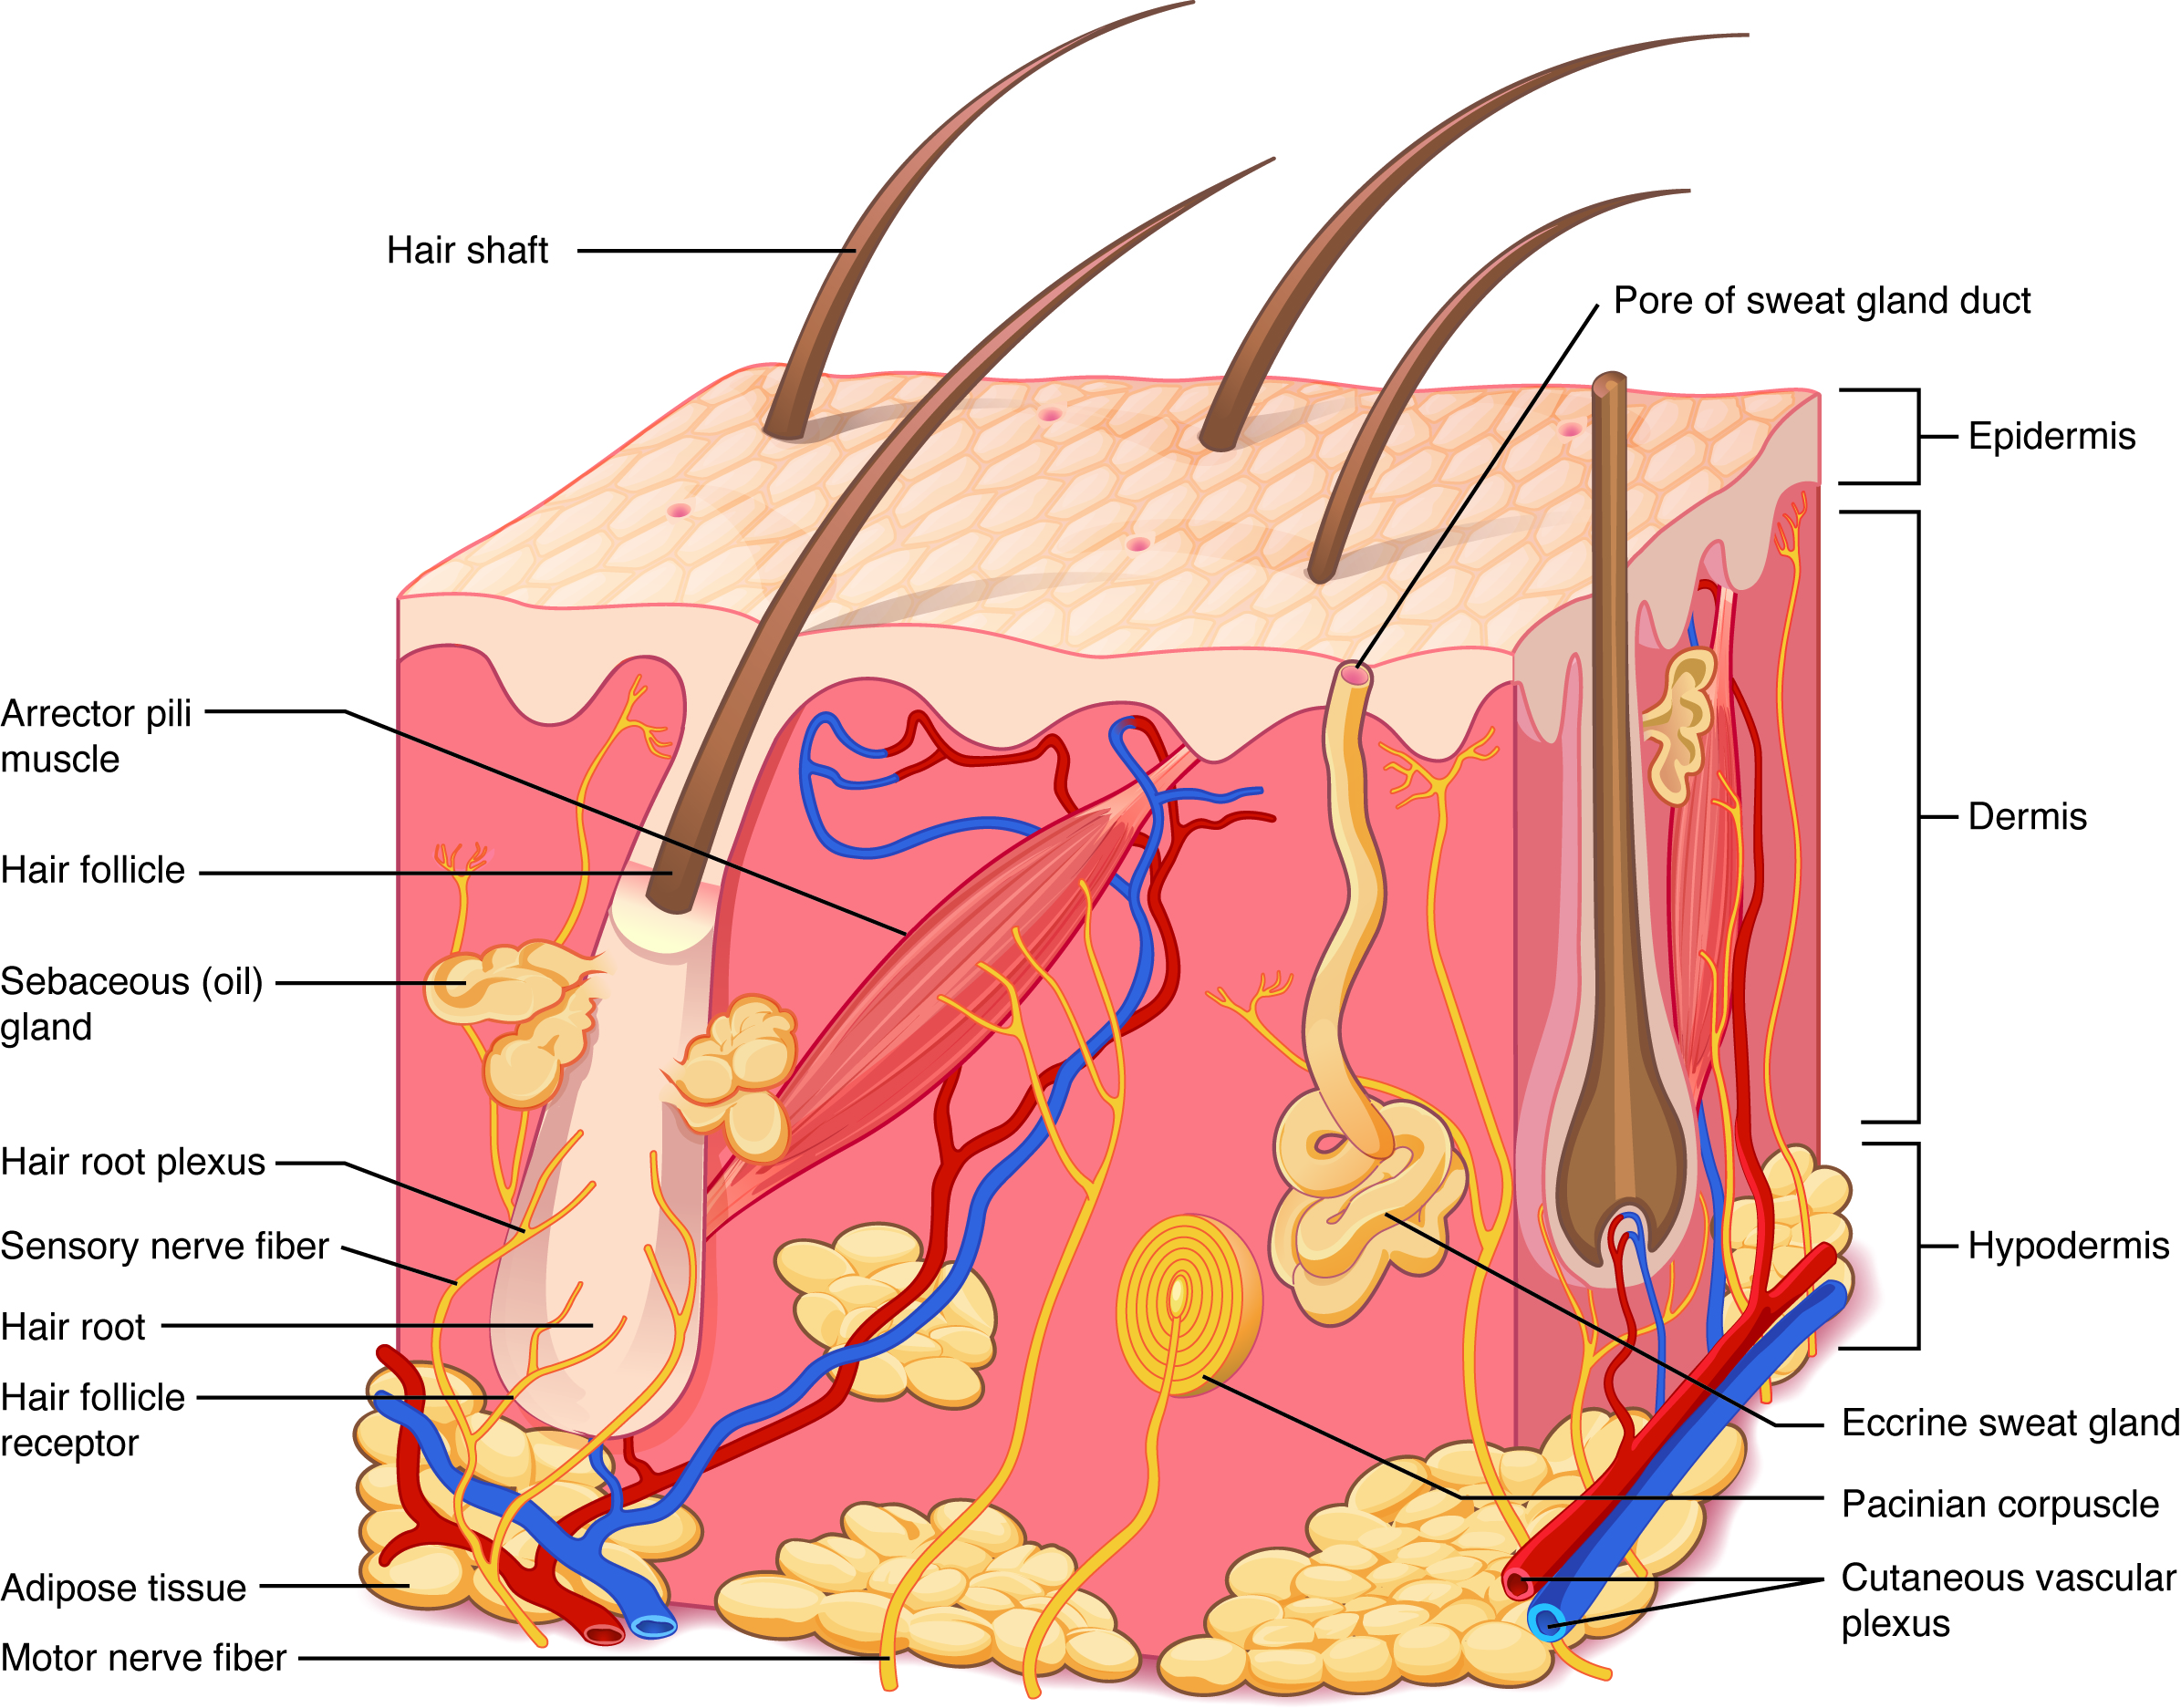 Hair shaft
Pore of sweat gland duct
Epidermis
Arrector pili
muscle
Dermis
Hair follicle
Sebaceous (oil)
gland
Hair root plexus
Sensory nerve fiber
Hypodermis
Hair root
Hair follicle
receptor
Eccrine sweat gland
Pacinian corpuscle
Adipose tissue
Cutaneous vascular
plexus
Motor nerve fiber